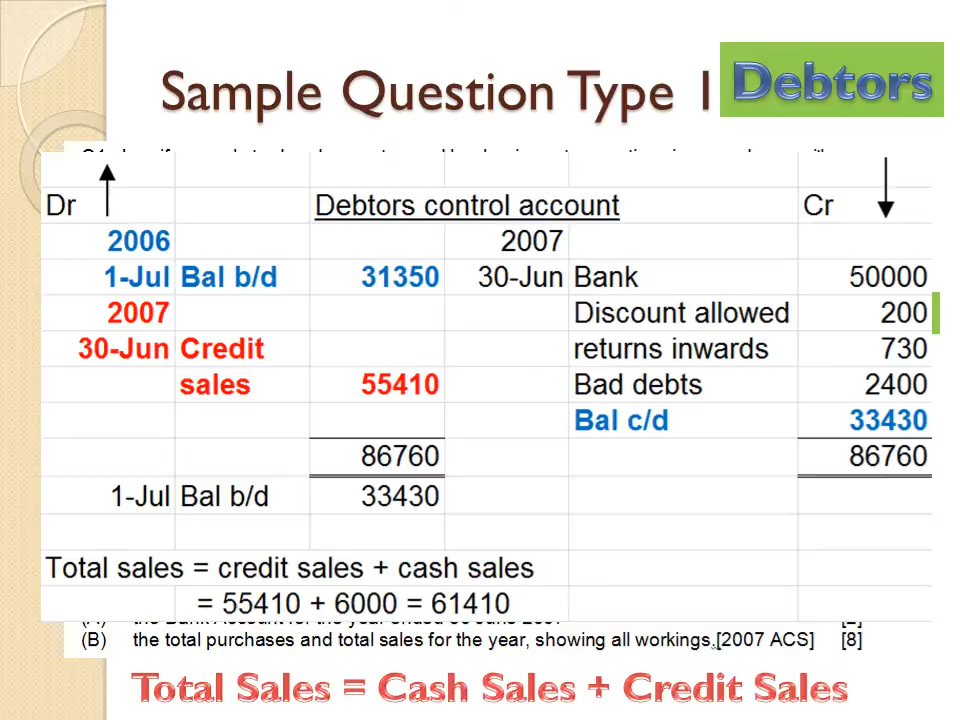 Sample Question Type 1
Debtors
Dr Debtors control account Cr
2006 2007
1-Jul Bal b/d 31350 30-Jun Bank 50000
2007 Discount allowed 200
30-Jun Credit returns inwards 730
sales 55410 Bad debts 2400
Bal c/d 33430
86760 86760
1-Jul Bal b/d 33430
Total sales = credit sales + cash sales
= 55410 + 6000 = 61410
(B) the total purchases and total sales for the year, showing all workings.[2007 ACS] [8]
Total Sales = Cash Sales + Credit Sales